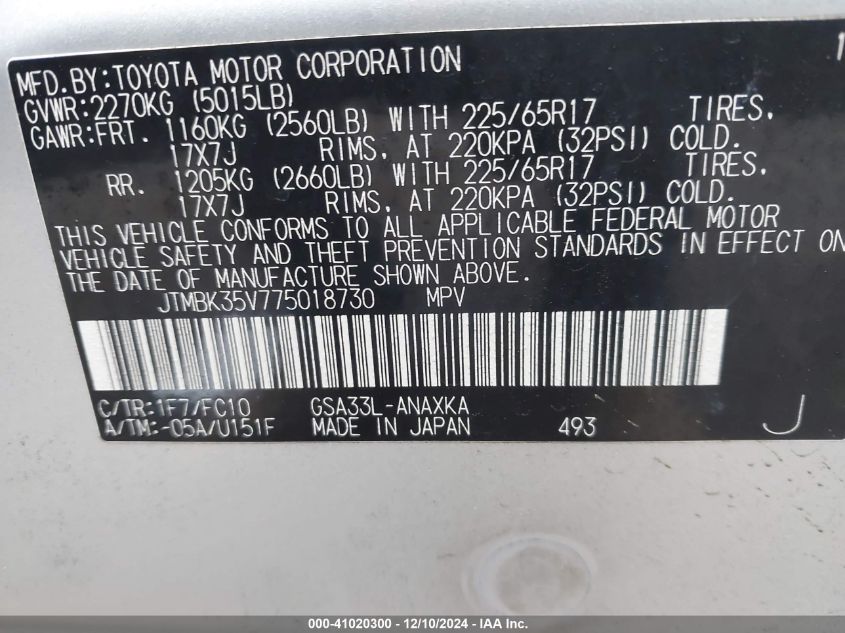 MFD.BY:TOYOTA MOTOR CORPORATION
GVWR:2270KG (5015LB)
GAWR:FRT. 1160KG (2560LB) WITH 225/65R17 TIRES,
17X7J RIMS, AT 220KPA (32PSI) COLD.
RR. 1205KG (2660LB) WITH 225/65R17 TIRES,
17X7J RIMS, AT 220KPA (32PSI) COLD.
THIS VEHICLE CONFORMS TO ALL APPLICABLE FEDERAL MOTOR
VEHICLE SAFETY AND THEFT PREVENTION STANDARDS IN EFFECT ON
THE DATE OF MANUFACTURE SHOWN ABOVE.
JTMBK35V775018730 MPV
C/TR:1F7/FC10 GSA33L-ANAXKA
A/TM:-05A/U151F MADE IN JAPAN 493 J
000-41020300 - 12/10/2024 - IAA Inc.